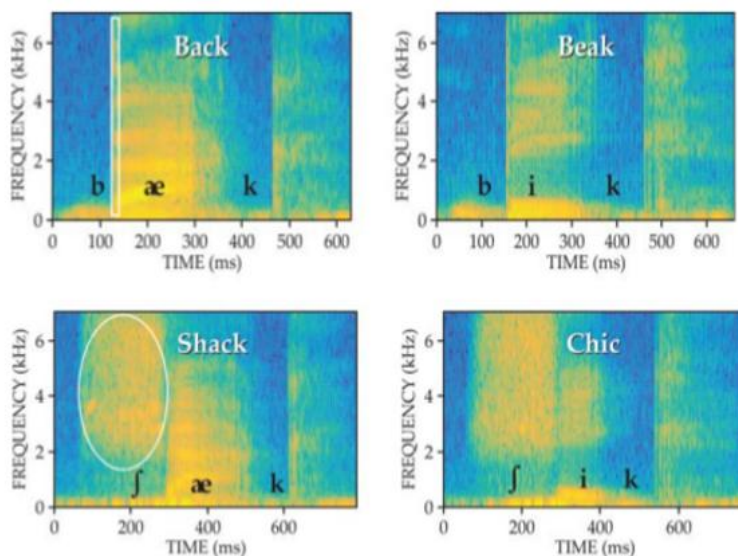 Back
FREQUENCY (kHz)
6
4
2
0
b æ k
0 100 200 300 400 500 600
TIME (ms)
Beak
FREQUENCY (kHz)
6
4
2
0
b i k
0 100 200 300 400 500 600
TIME (ms)
Shack
FREQUENCY (kHz)
6
4
2
0
ʃ æ k
0 200 400 600
TIME (ms)
Chic
FREQUENCY (kHz)
6
4
2
0
ʃ i k
0 200 400 600
TIME (ms)